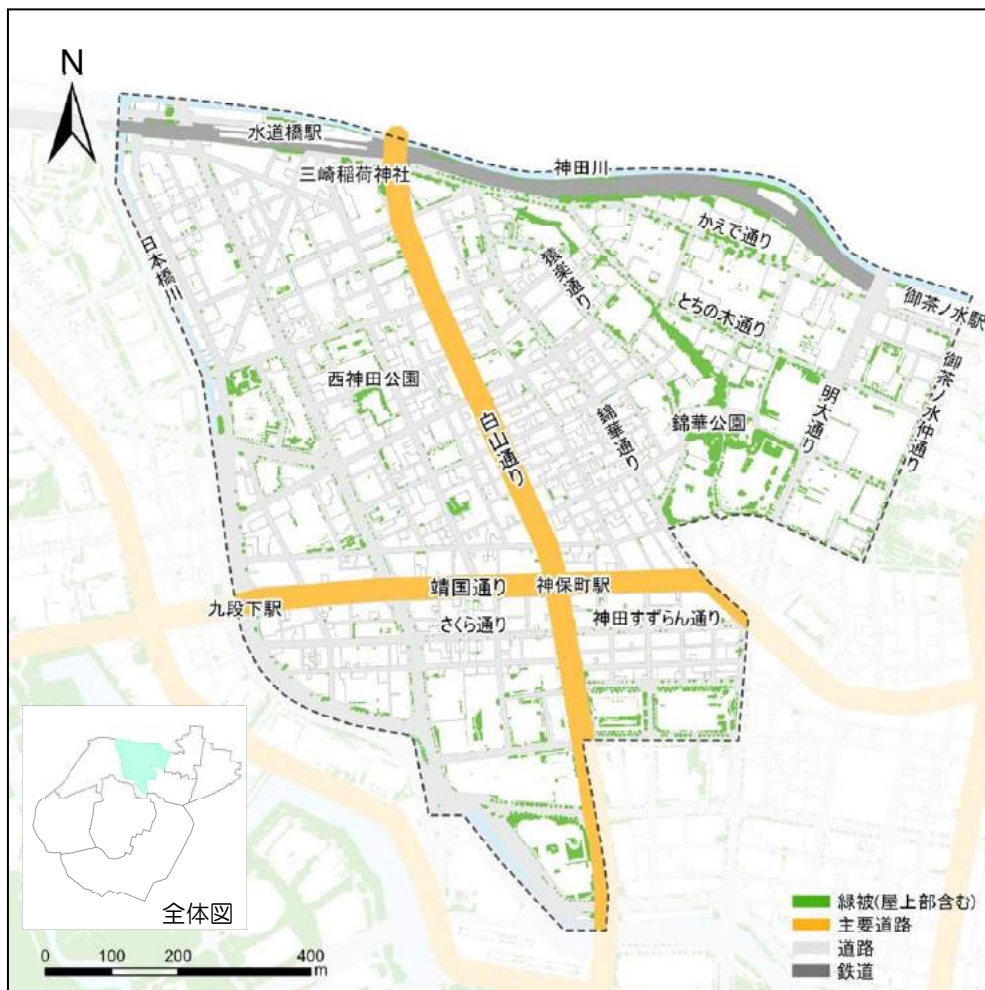 N
水道橋駅
三崎稲荷神社
神田川
かえで通り
猿楽通り
日本橋川
とちの木通り
御茶ノ水駅
御茶ノ水仲通り
西神田公園
白山通り
錦華通り
錦華公園
明大通り
九段下駅
靖国通り
神保町駅
さくら通り
神田すずらん通り
全体図
0 100 200 400
m
緑被(屋上部含む)
主要道路
道路
鉄道